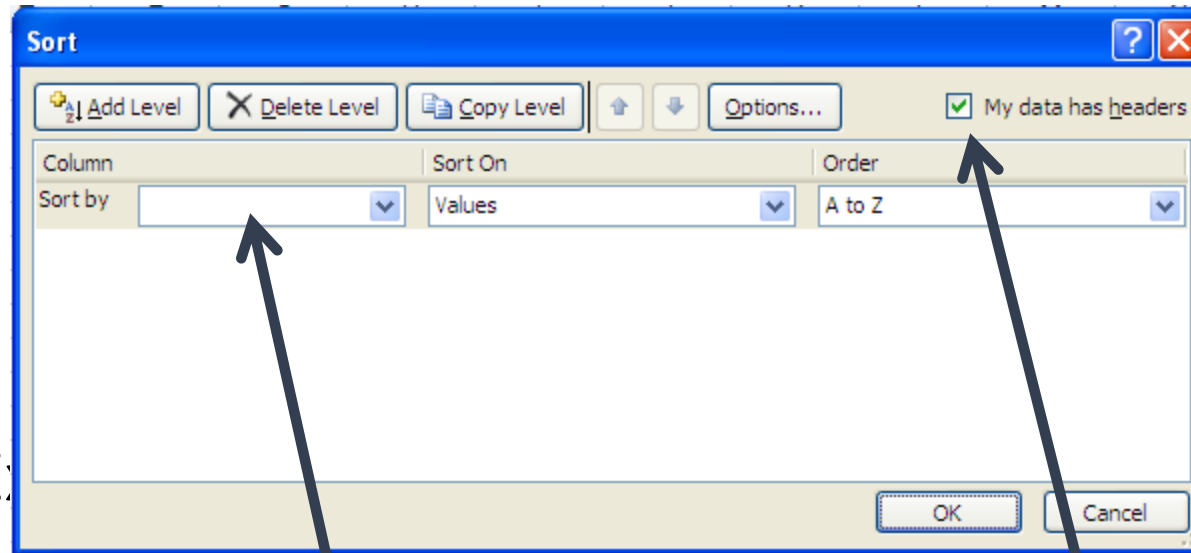 Sort
Add Level Delete Level Copy Level Options... My data has headers
Column Sort On Order
Sort by Values A to Z
OK Cancel